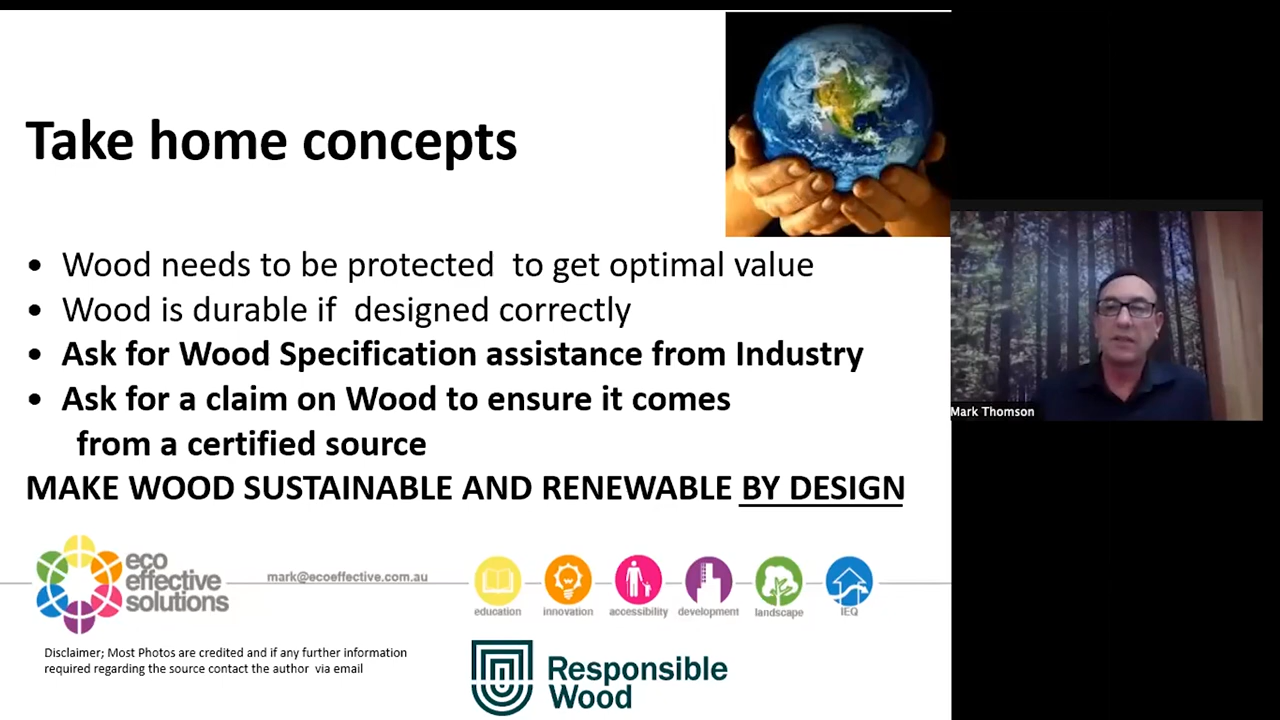 Take home concepts
• Wood needs to be protected  to get optimal value
• Wood is durable if  designed correctly
• Ask for Wood Specification assistance from Industry
• Ask for a claim on Wood to ensure it comes
from a certified source
MAKE WOOD SUSTAINABLE AND RENEWABLE BY DESIGN
Mark Thomson
eco
effective
solutions
mark@ecoeffective.com.au
education innovation accessibility development landscape IEQ
Disclaimer; Most Photos are credited and if any further information
required regarding the source contact the author  via email
Responsible
Wood